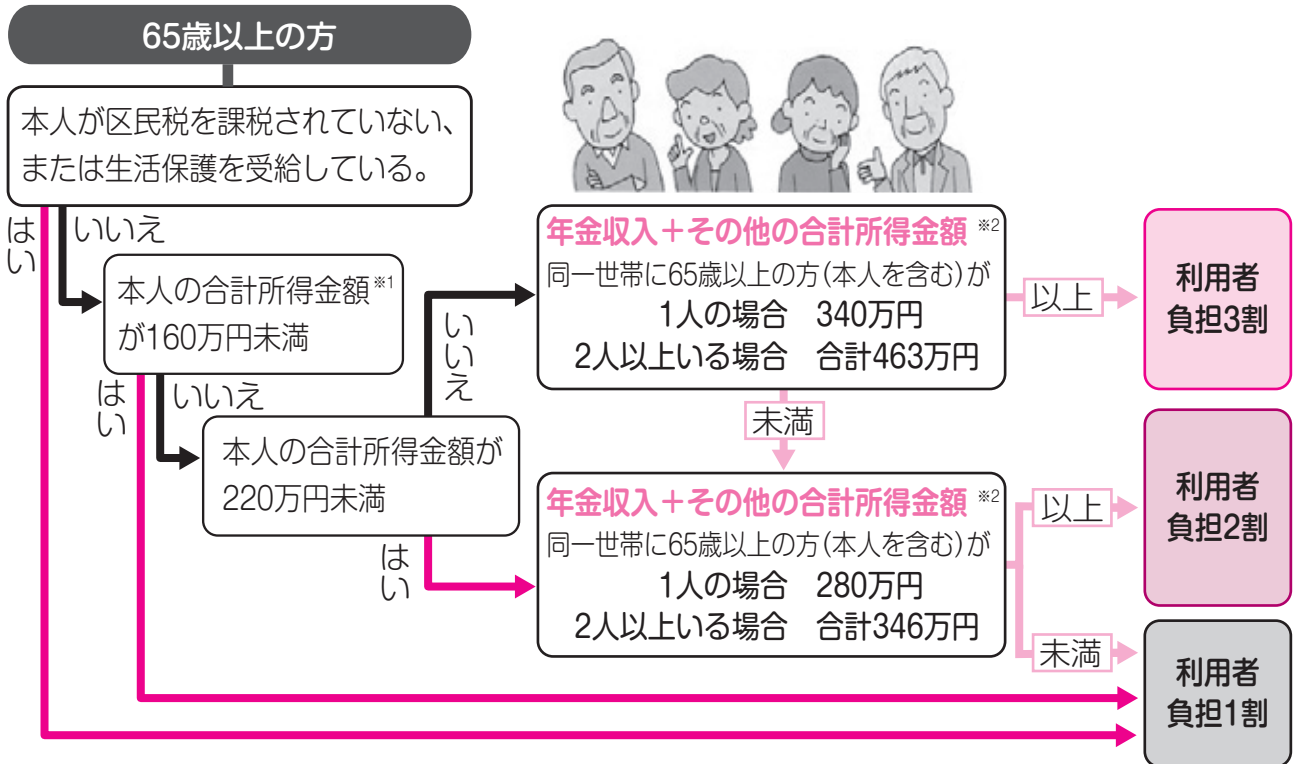 65歳以上の方
本人が区民税を課税されていない、
または生活保護を受給している。
はい
いいえ
本人の合計所得金額※1
が160万円未満
はい
いいえ
本人の合計所得金額が
220万円未満
いいえ
はい
年金収入＋その他の合計所得金額 ※2
同一世帯に65歳以上の方(本人を含む)が
1人の場合　340万円
2人以上いる場合　合計463万円
以上
利用者
負担3割
未満
年金収入＋その他の合計所得金額 ※2
同一世帯に65歳以上の方(本人を含む)が
1人の場合　280万円
2人以上いる場合　合計346万円
以上
利用者
負担2割
未満
利用者
負担1割